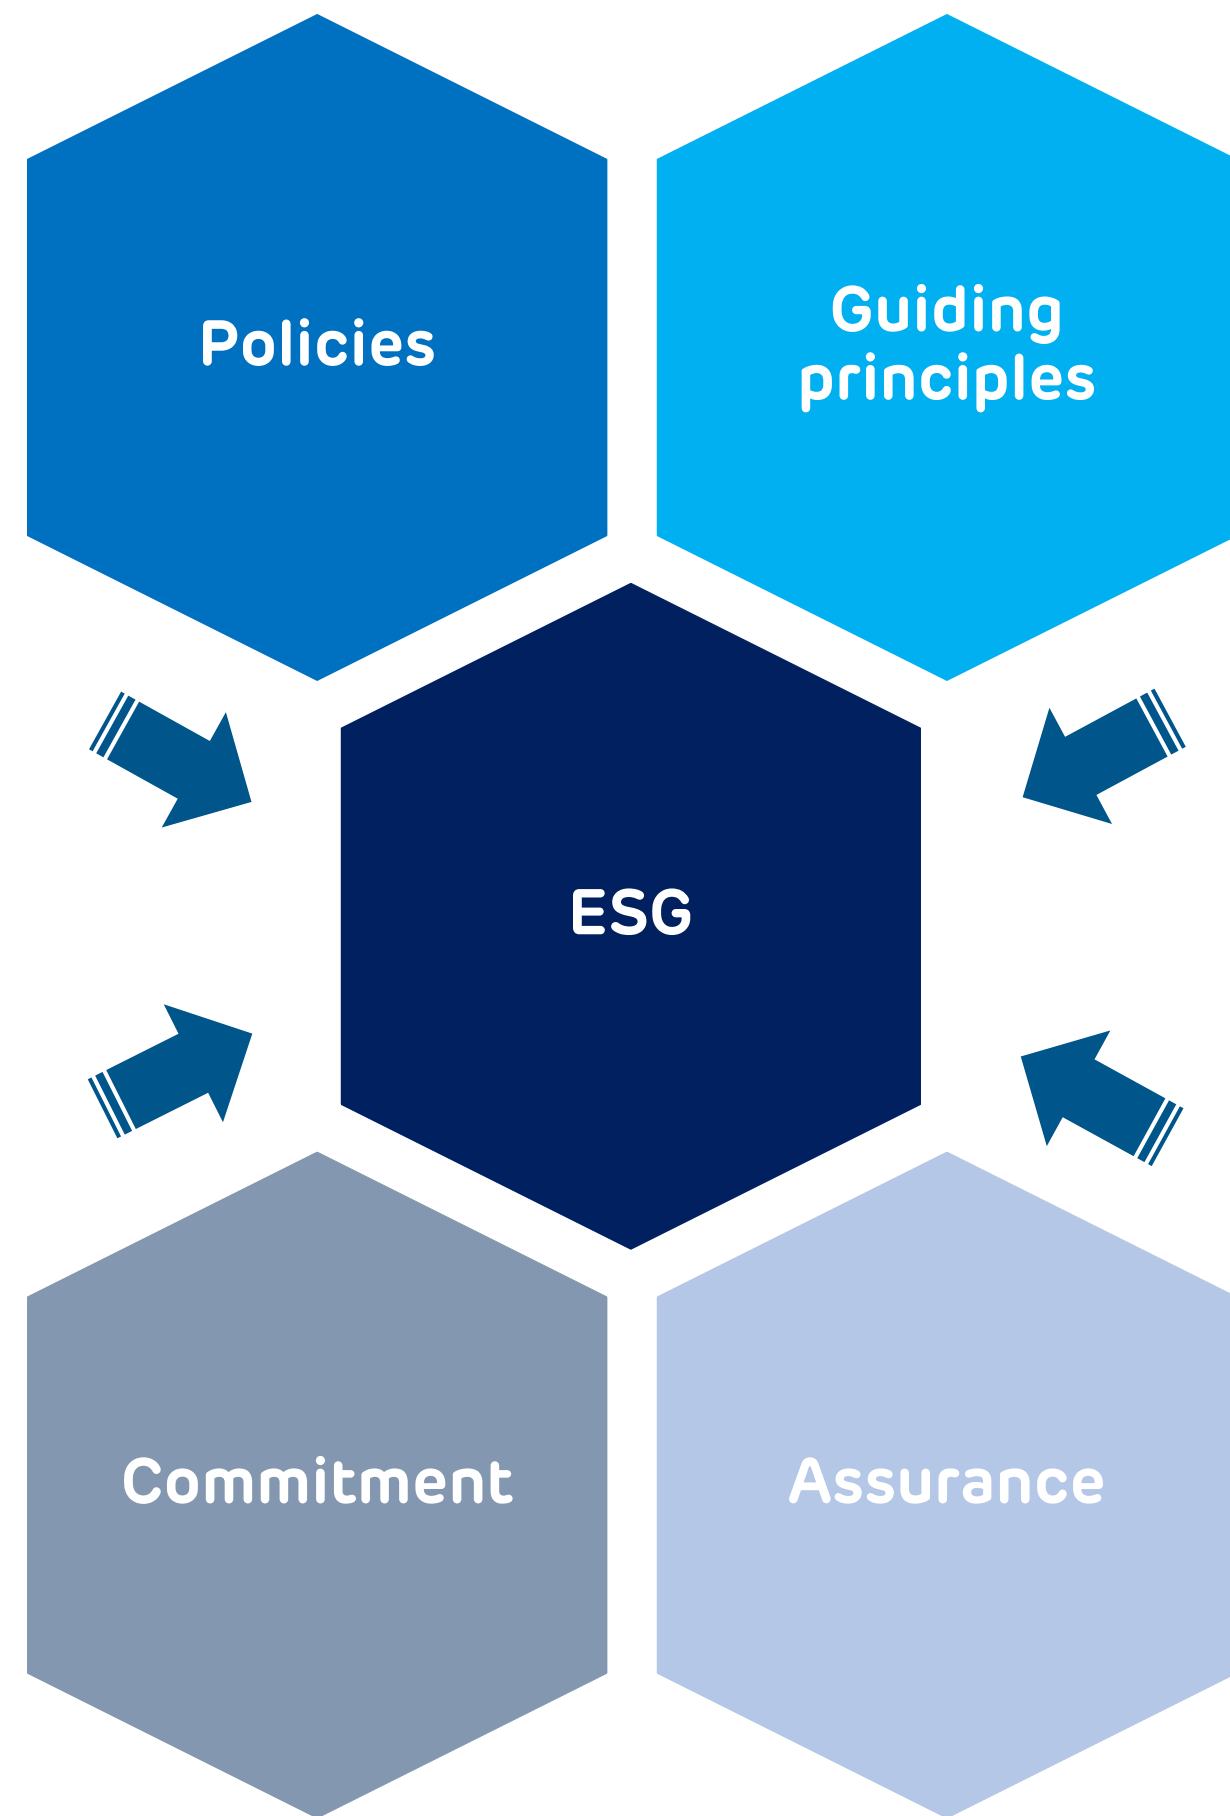 Policies
Guiding
principles
ESG
Commitment
Assurance